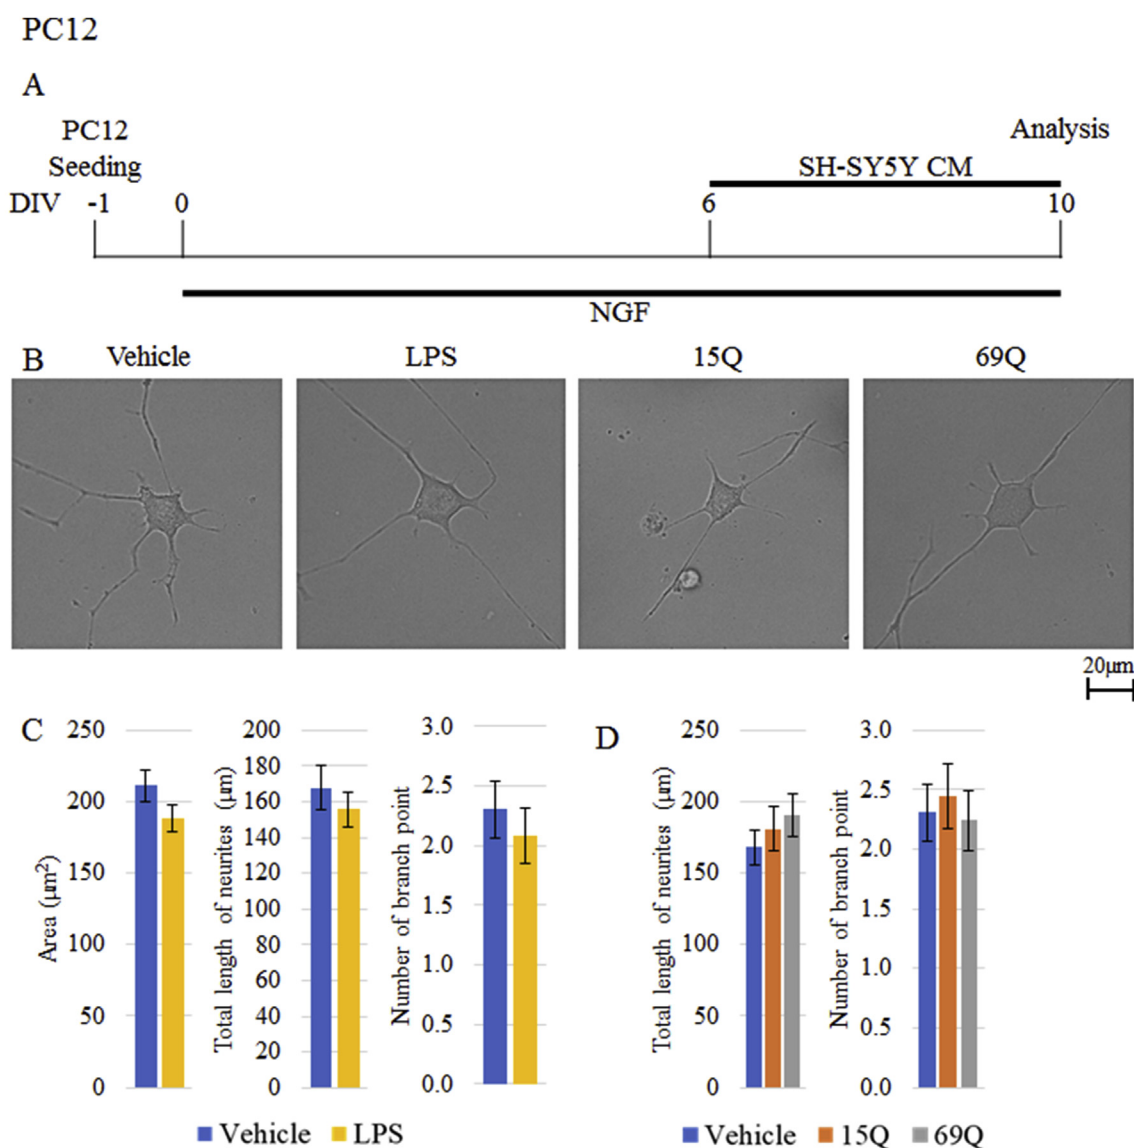 PC12
A
PC12
Seeding
Analysis
SH-SY5Y CM
DIV -1 0 6 10
NGF
B Vehicle LPS 15Q 69Q
20μm
C
Area (μm²)
250
200
150
100
50
0
Total length of neurites (μm)
200
180
160
140
120
100
80
60
40
20
0
Number of branch point
3.0
2.5
2.0
1.5
1.0
0.5
0.0
Vehicle LPS
D
Total length of neurites (μm)
250
200
150
100
50
0
Number of branch point
3.0
2.5
2.0
1.5
1.0
0.5
0.0
Vehicle 15Q 69Q